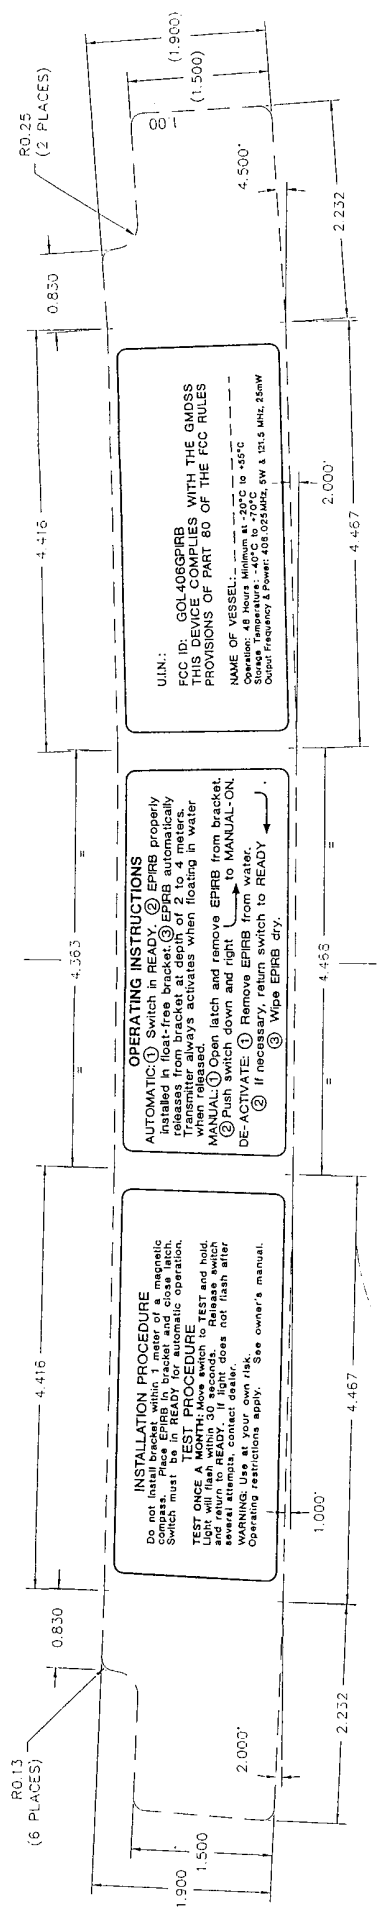 R0.13
(6 PLACES)
0.830
4.416
4.383
=
=
4.416
0.830
R0.25
(2 PLACES)
1.900
1.500
(1.900)
(1.500)
1.00
INSTALLATION PROCEDURE
Do not install bracket within 1 meter of a magnetic
compass. Place EPIRB in bracket and close latch.
Switch must be in READY for automatic operation.
TEST PROCEDURE
TEST ONCE A MONTH: Move switch to TEST and hold.
Light will flash within 30 seconds. Release switch
and return to READY. If light does not flash after
several attempts, contact dealer.
WARNING: Use at your own risk.
Operating restrictions apply. See owner's manual.
OPERATING INSTRUCTIONS
AUTOMATIC: ① Switch in READY. ② EPIRB properly
installed in float-free bracket. ③ EPIRB automatically
releases from bracket at depth of 2 to 4 meters.
Transmitter always activates when floating in water
when released.
MANUAL: ① Open latch and remove EPIRB from bracket.
② Push switch down and right to MANUAL-ON.
DE-ACTIVATE: ① Remove EPIRB from water.
② If necessary, return switch to READY .
③ Wipe EPIRB dry.
U.I.N.:
FCC ID: GOL406GPIRB
THIS DEVICE COMPLIES WITH THE GMDSS
PROVISIONS OF PART 80 OF THE FCC RULES
NAME OF VESSEL: _ _ _ _ _ _ _ _ _ _ _ _
Operation: 48 Hours Minimum at -20°C to +55°C
Storage Temperature: -40°C to +70°C
Output Frequency & Power: 406.025MHz, 5W & 121.5 MHz, 25mW
2.000°
1.000°
2.000°
4.500°
2.232
4.467
=
4.468
=
4.467
2.232